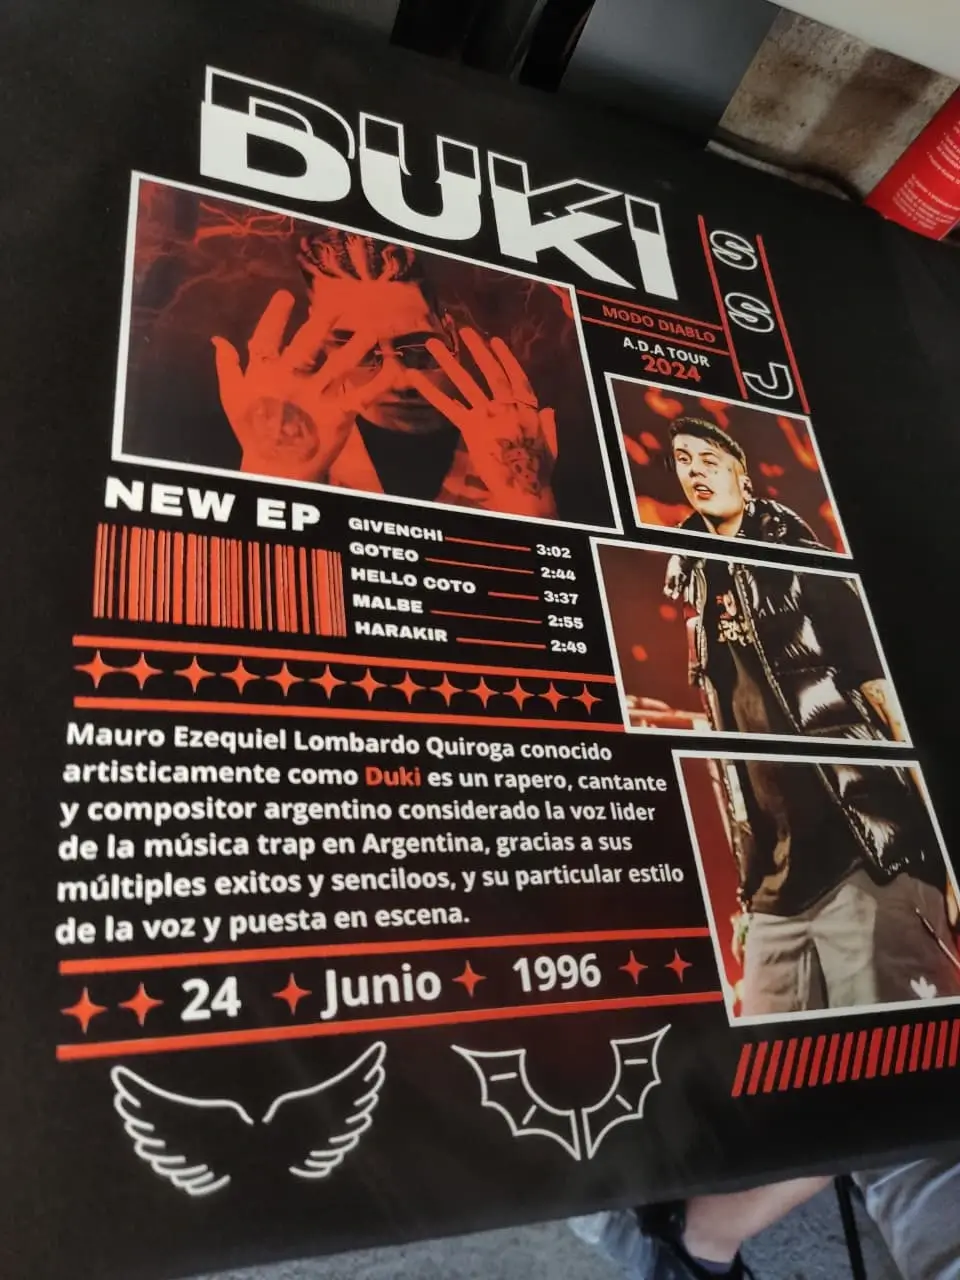 DUKI
S
S
J
MODO DIABLO
A.D.A TOUR
2024
NEW EP
GIVENCHI 3:02
GOTEO 2:44
HELLO COTO 3:37
MALBE 2:55
HARAKIR 2:49
Mauro Ezequiel Lombardo Quiroga conocido
artisticamente como Duki es un rapero, cantante
y compositor argentino considerado la voz lider
de la música trap en Argentina, gracias a sus
múltiples exitos y senciloos, y su particular estilo
de la voz y puesta en escena.
24 Junio 1996